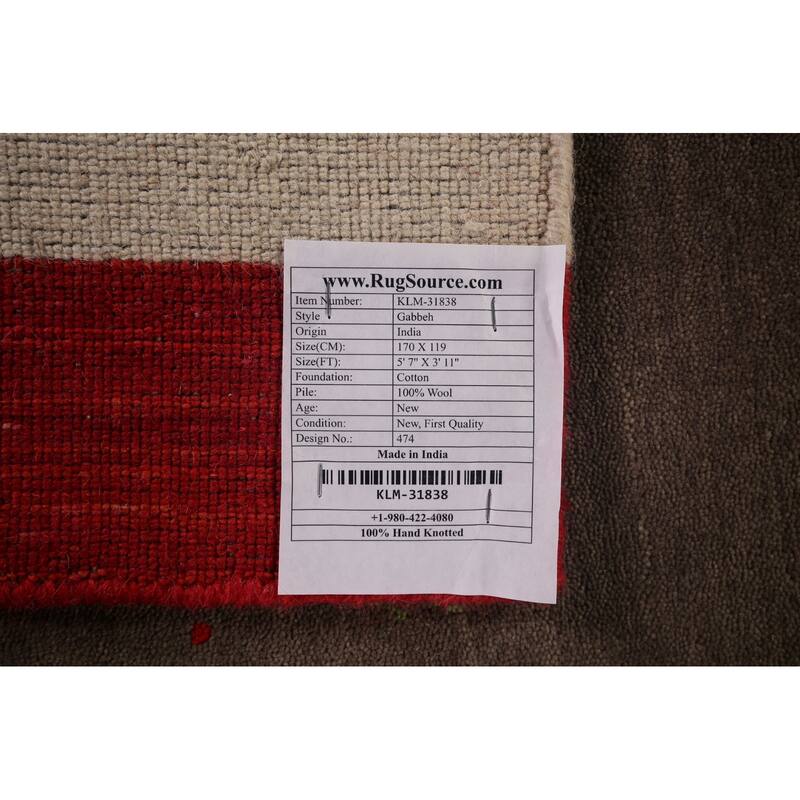 www.RugSource.com
Item Number: KLM-31838
Style Gabbeh
Origin India
Size(CM): 170 X 119
Size(FT): 5' 7" X 3' 11"
Foundation: Cotton
Pile: 100% Wool
Age: New
Condition: New, First Quality
Design No.: 474
Made in India
KLM-31838
+1-980-422-4080
100% Hand Knotted